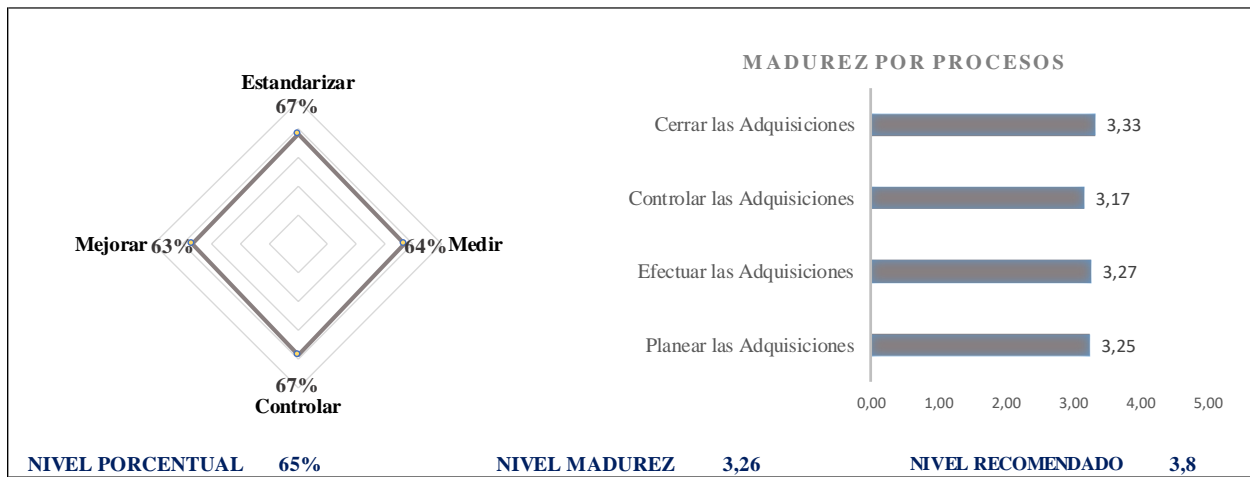 Estandarizar
67%
Mejorar 63%
64% Medir
67%
Controlar
MADUREZ POR PROCESOS
Cerrar las Adquisiciones 3,33
Controlar las Adquisiciones 3,17
Efectuar las Adquisiciones 3,27
Planear las Adquisiciones 3,25
0,00 1,00 2,00 3,00 4,00 5,00
NIVEL PORCENTUAL 65% NIVEL MADUREZ 3,26 NIVEL RECOMENDADO 3,8